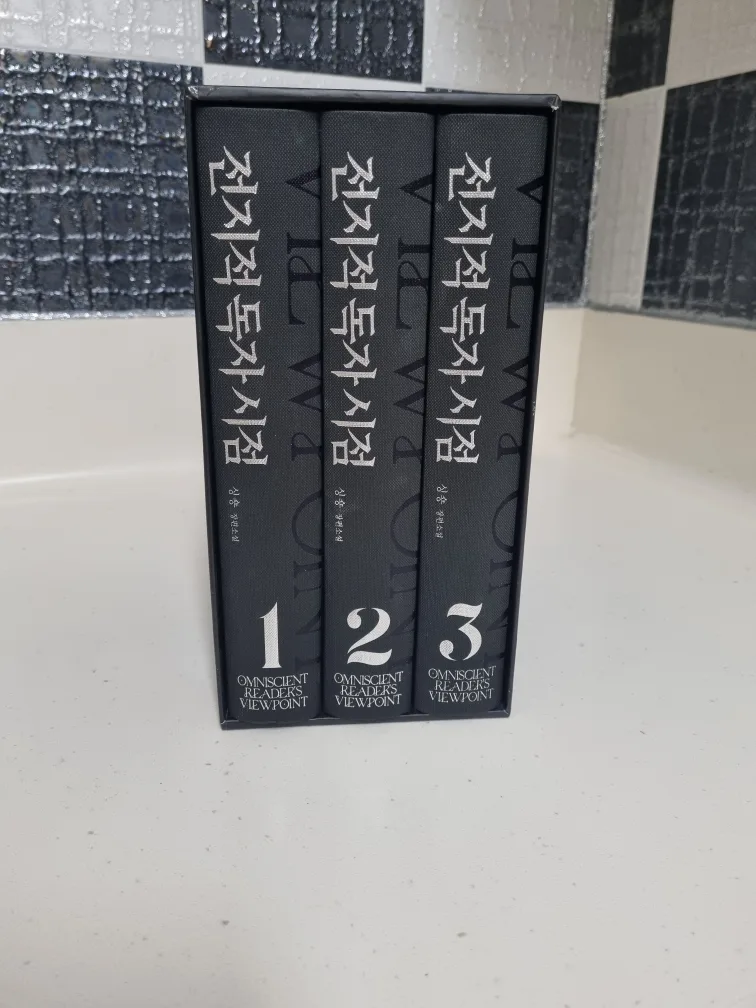 전지적 독자 시점
싱숑 장편소설
1
OMNISCIENT
READER'S
VIEWPOINT
전지적 독자 시점
싱숑 장편소설
2
OMNISCIENT
READER'S
VIEWPOINT
전지적 독자 시점
싱숑 장편소설
3
OMNISCIENT
READER'S
VIEWPOINT